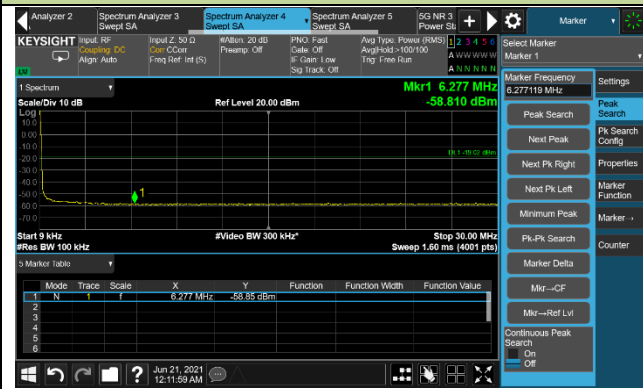 Analyzer 2
Spectrum Analyzer 3
Swept SA
Spectrum Analyzer 4
Swept SA
Spectrum Analyzer 5
Swept SA
5G NR 3
Power St
Marker
KEYSIGHT
Input: RF
Coupling: DC
Align: Auto
Input Z: 50 Ω
Corr CCorr
Freq Ref: Int (S)
#Atten: 20 dB
Preamp: Off
PNO: Fast
Gate: Off
IF Gain: Low
Sig Track: Off
Avg Type: Power (RMS)
Avg|Hold:>100/100
Trig: Free Run
1 2 3 4 5 6
A W W W W W
A N N N N N
LVI
1 Spectrum
Scale/Div 10 dB
Ref Level 20.00 dBm
Mkr1 6.277 MHz
-58.810 dBm
Log
10.0
0.00
-10.0
-20.0
-30.0
-40.0
-50.0
-60.0
-70.0
DL1 -19.02 dBm
1
Start 9 kHz
#Res BW 100 kHz
#Video BW 300 kHz*
Stop 30.00 MHz
Sweep 1.60 ms (4001 pts)
5 Marker Table
Mode Trace Scale X Y Function Function Width Function Value
1 N 1 f 6.277 MHz -58.85 dBm
2
3
4
5
6
Jun 21, 2021
12:11:59 AM
Select Marker
Marker 1
Marker Frequency
6.277119 MHz
Peak Search
Next Peak
Next Pk Right
Next Pk Left
Minimum Peak
Pk-Pk Search
Marker Delta
Mkr→CF
Mkr→Ref Lvl
Continuous Peak
Search
On
Off
Settings
Peak
Search
Pk Search
Config
Properties
Marker
Function
Marker→
Counter